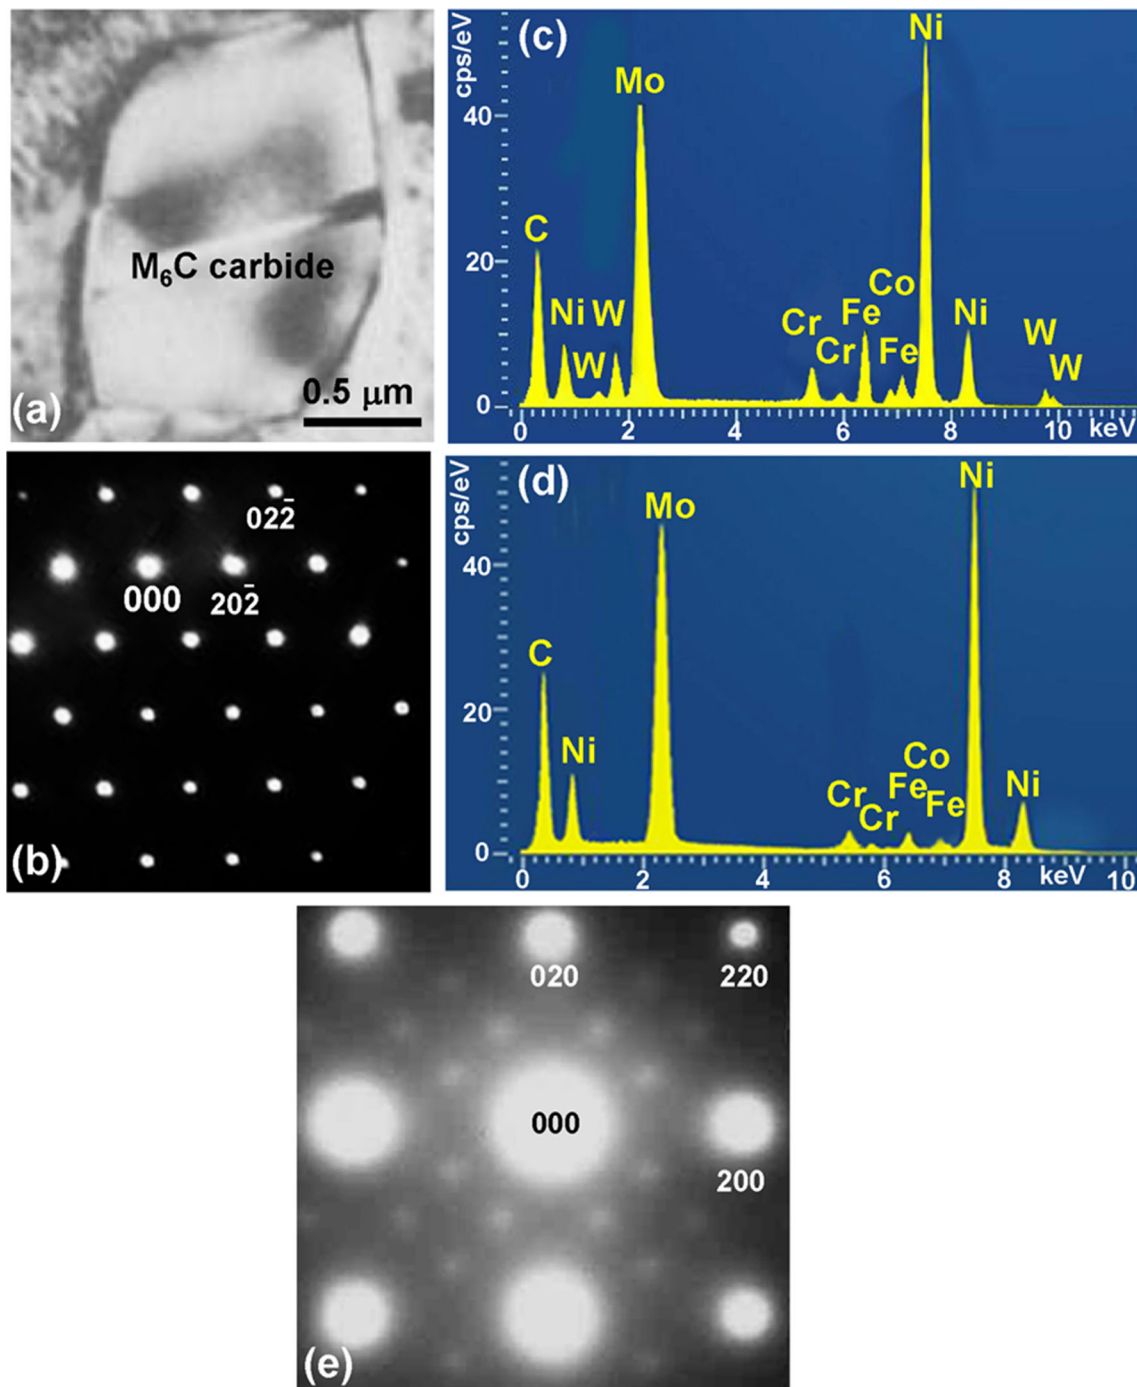 M₆C carbide
0.5 μm
(a)
022̄
000
202̄
(b)
(c)
cps/eV
40
20
0
C
Ni
W
W
Mo
Cr
Cr
Fe
Co
Fe
Ni
Ni
W
W
0 2 4 6 8 10
keV
(d)
cps/eV
40
20
0
C
Ni
Mo
Cr
Cr
Fe
Co
Fe
Ni
Ni
0 2 4 6 8 10
keV
020
220
000
200
(e)